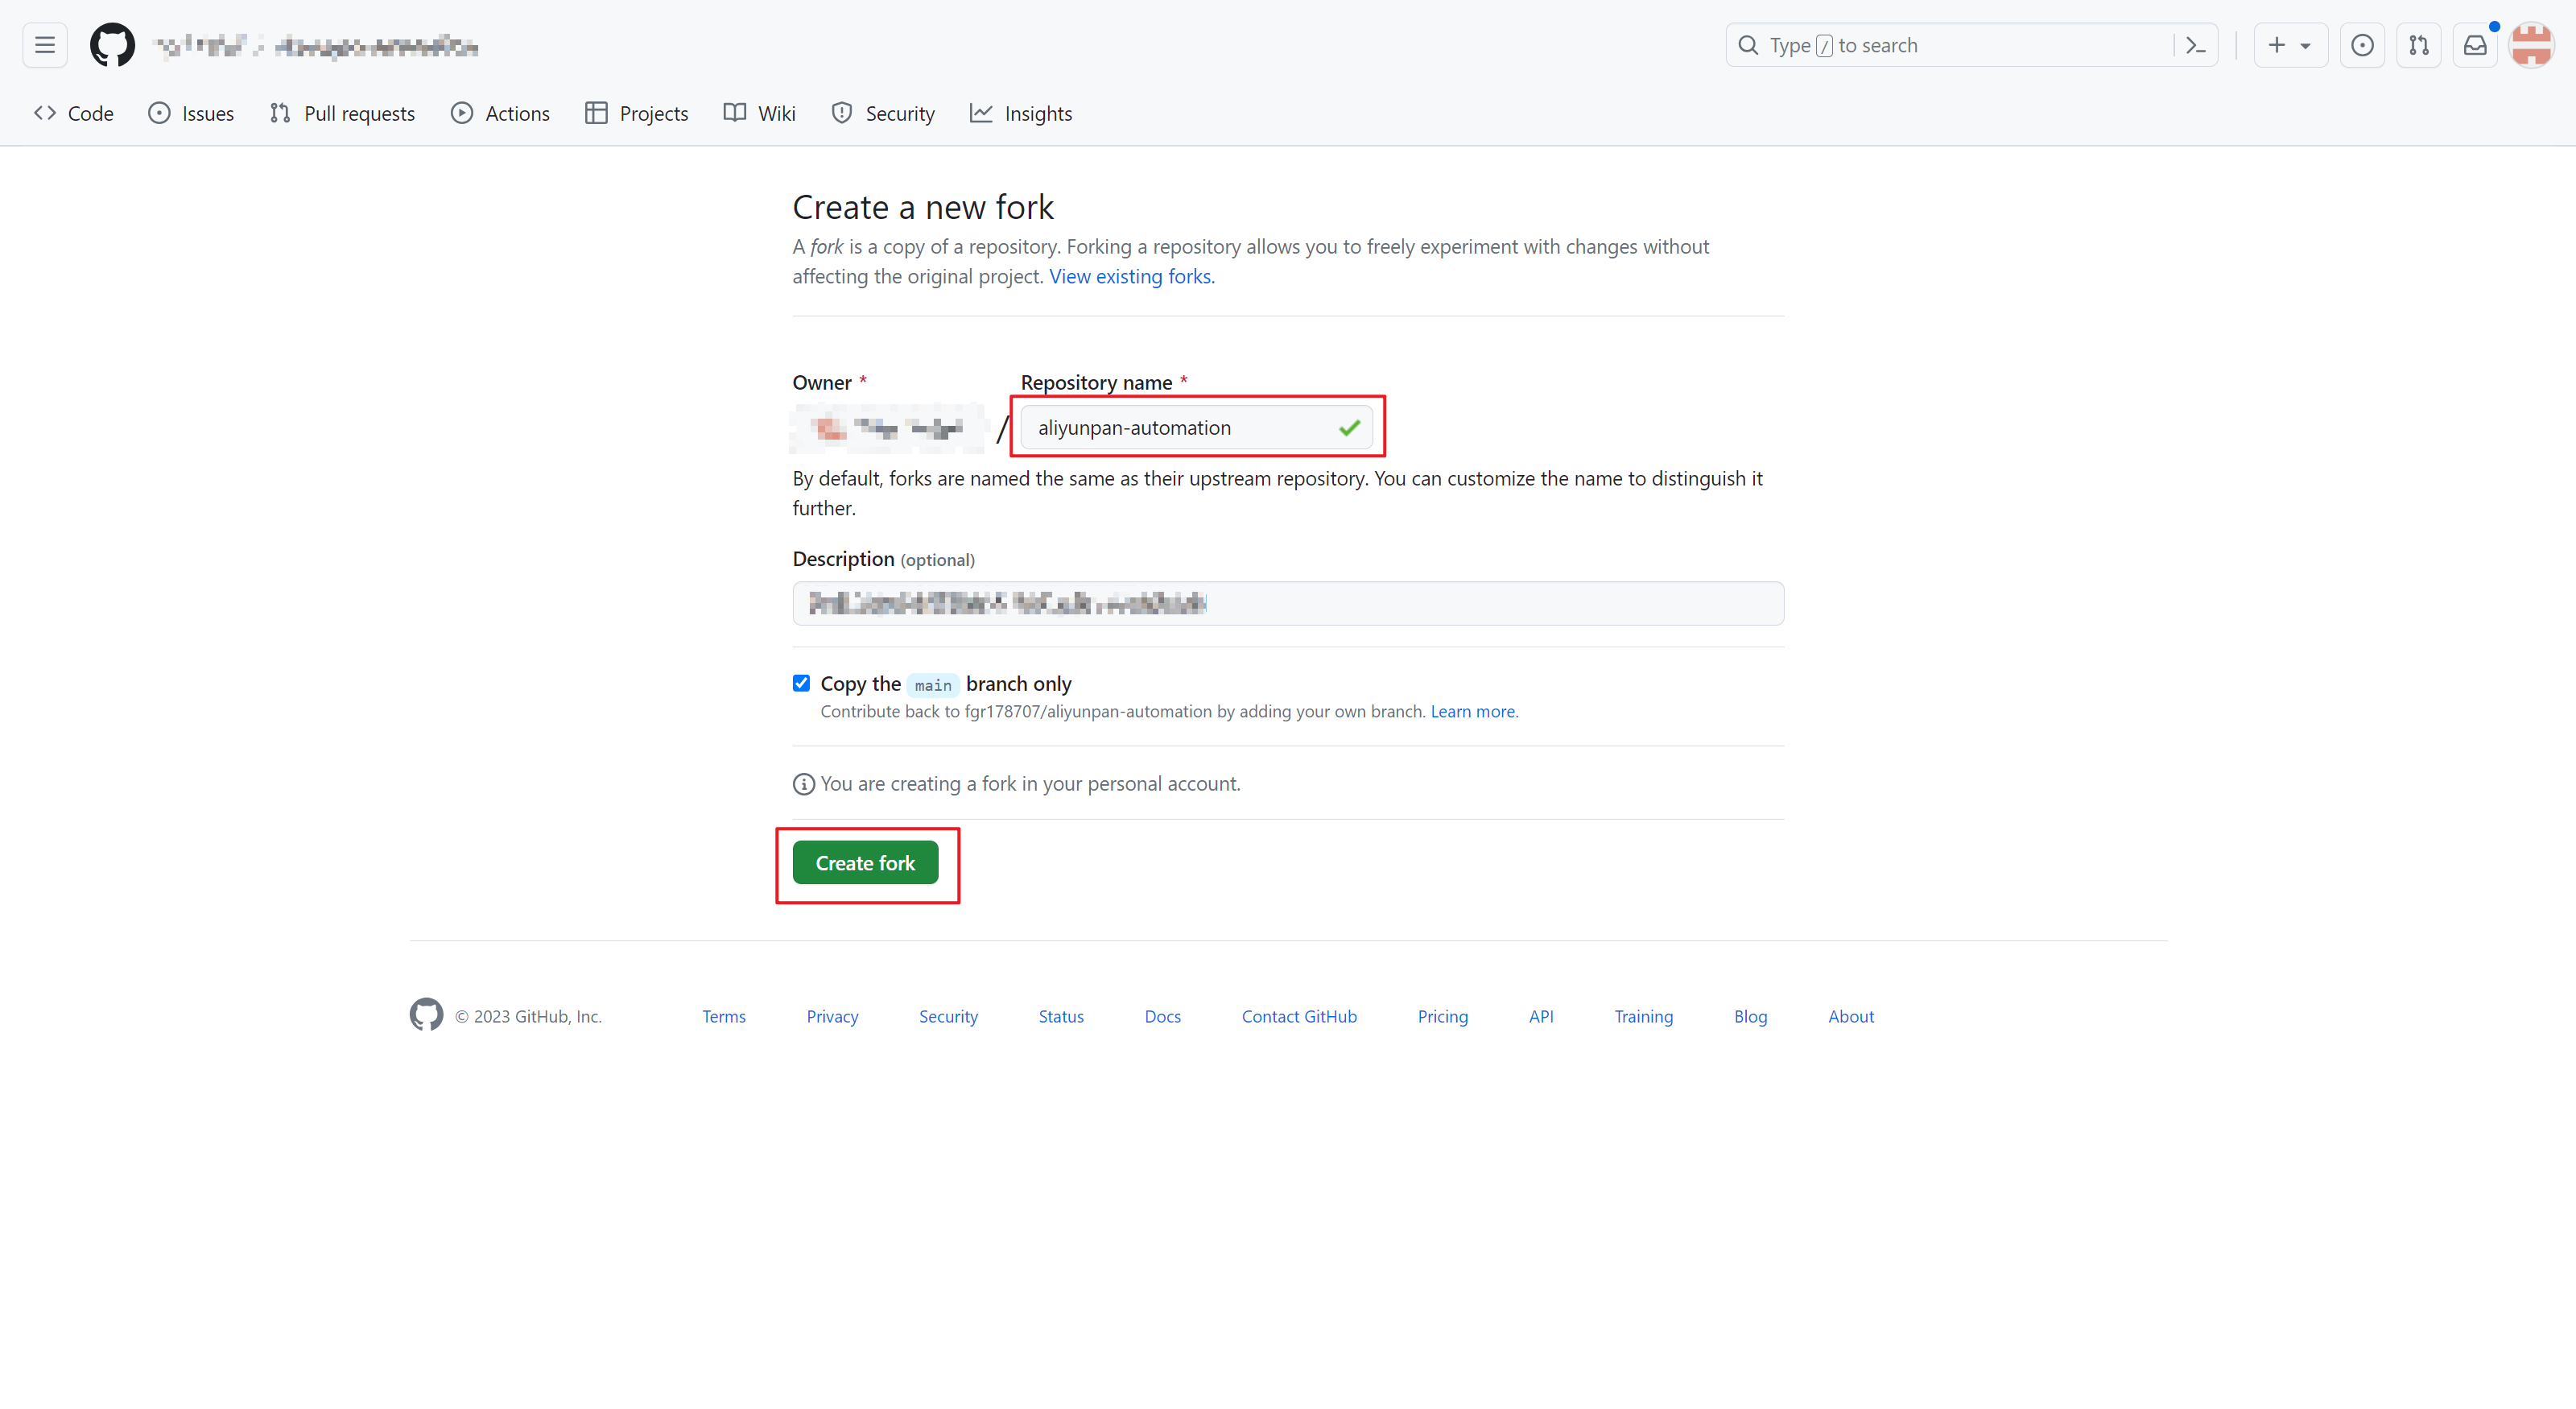 Type / to search
Code Issues Pull requests Actions Projects Wiki Security Insights
Create a new fork
A fork is a copy of a repository. Forking a repository allows you to freely experiment with changes without
affecting the original project. View existing forks.
Owner * Repository name *
/ aliyunpan-automation
By default, forks are named the same as their upstream repository. You can customize the name to distinguish it
further.
Description (optional)
Copy the main branch only
Contribute back to fgr178707/aliyunpan-automation by adding your own branch. Learn more.
You are creating a fork in your personal account.
Create fork
© 2023 GitHub, Inc. Terms Privacy Security Status Docs Contact GitHub Pricing API Training Blog About